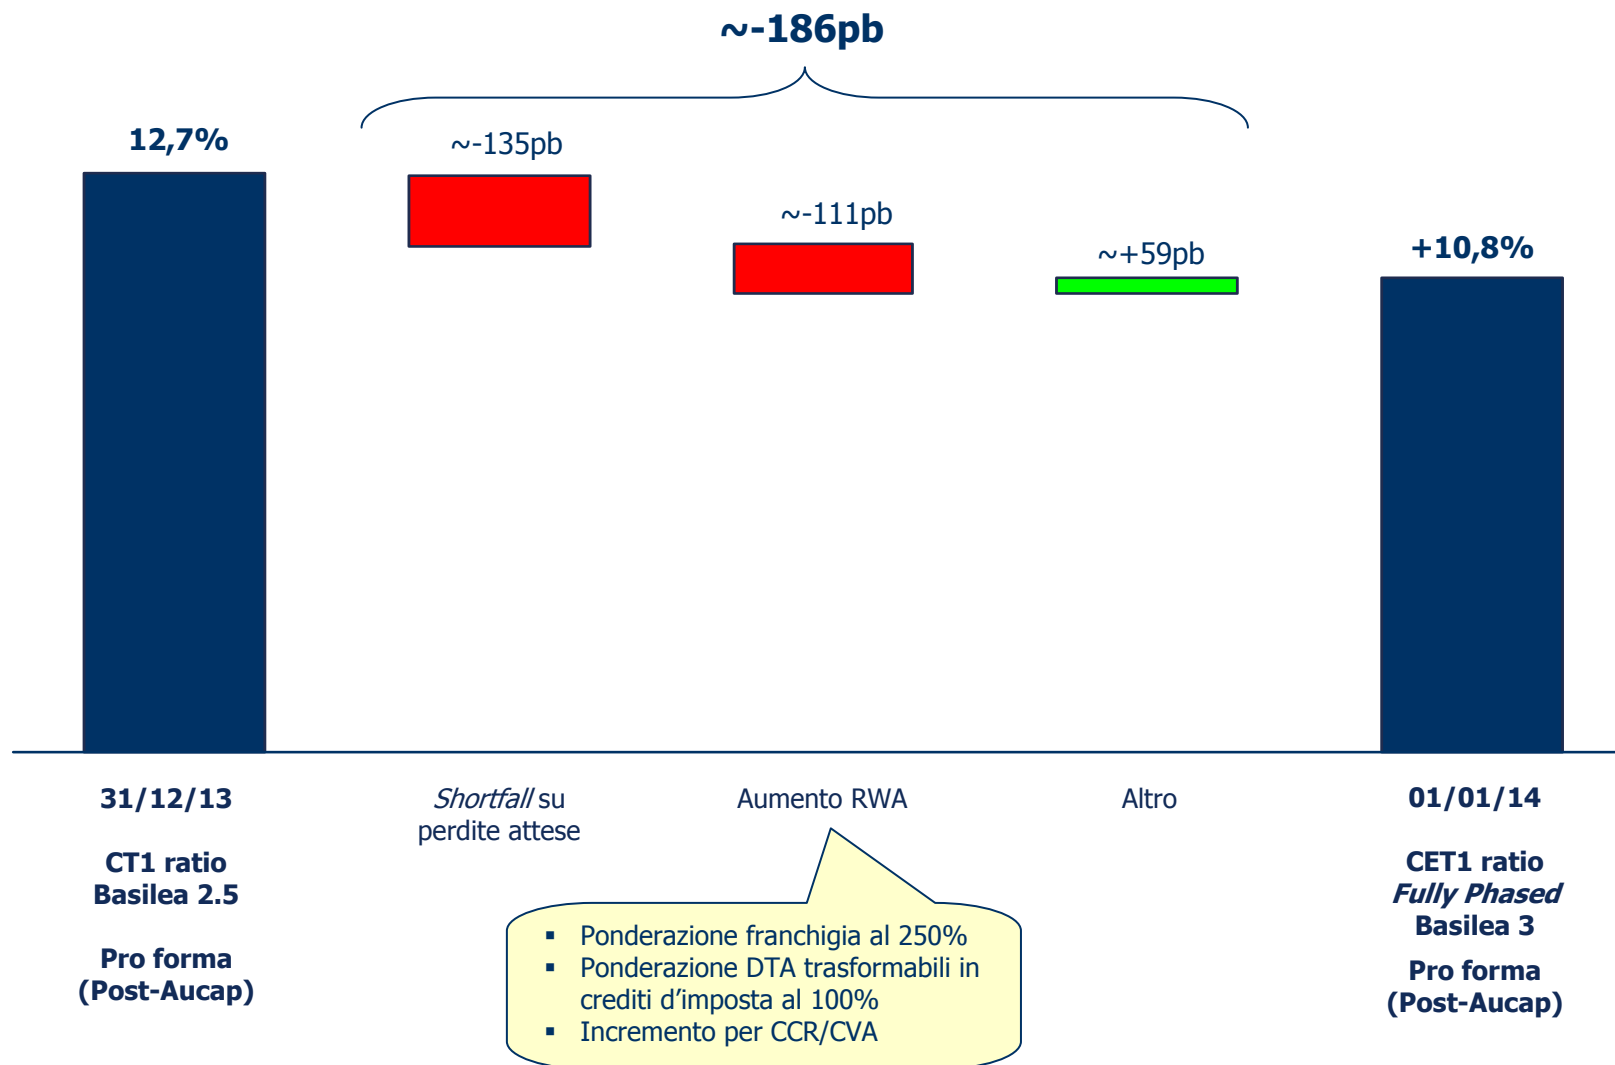 ~-186pb
12,7%
~-135pb
~-111pb
~+59pb
+10,8%
31/12/13
CT1 ratio
Basilea 2.5
Pro forma
(Post-Aucap)
Shortfall su
perdite attese
Aumento RWA
Altro
01/01/14
CET1 ratio
Fully Phased
Basilea 3
Pro forma
(Post-Aucap)
▪ Ponderazione franchigia al 250%
▪ Ponderazione DTA trasformabili in
crediti d’imposta al 100%
▪ Incremento per CCR/CVA